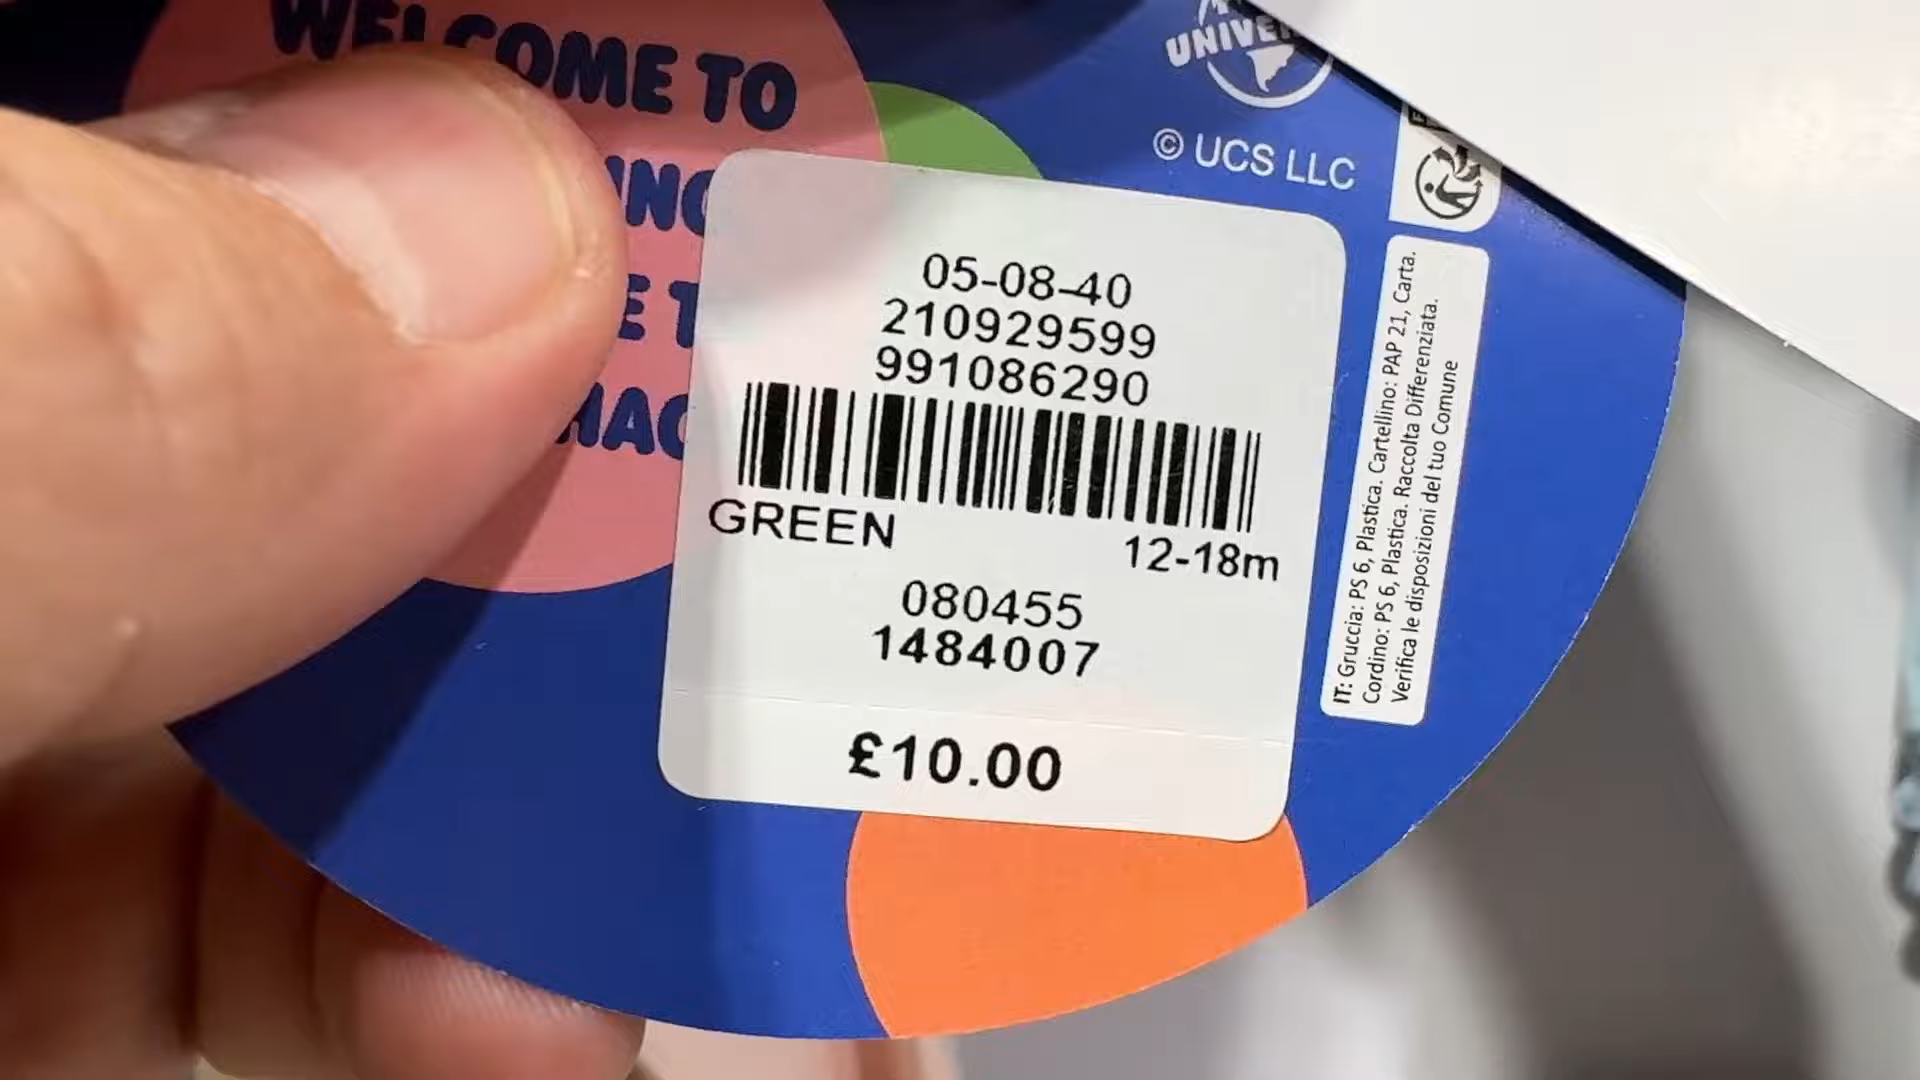 WELCOME TO
© UCS LLC
05-08-40
210929599
991086290
GREEN
12-18m
080455
1484007
£10.00
IT: Gruccia: PS 6, Plastica. Cartellino: PAP 21, Carta.
Cordino: PS 6, Plastica. Raccolta Differenziata.
Verifica le disposizioni del tuo Comune